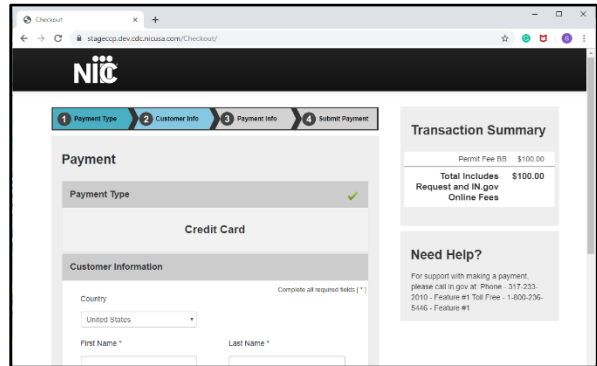 Checkout
stageccp.dev.cdc.nicusa.com/Checkout/
NIC
1 Payment Type 2 Customer Info 3 Payment Info 4 Submit Payment
Payment
Payment Type
Credit Card
Customer Information
Complete all required fields [ * ]
Country
United States
First Name *
Last Name *
Transaction Summary
Permit Fee BB $100.00
Total Includes $100.00
Request and IN.gov
Online Fees
Need Help?
For support with making a payment,
please call in.gov at: Phone - 317-233-
2010 - Feature #1 Toll Free - 1-800-236-
5446 - Feature #1